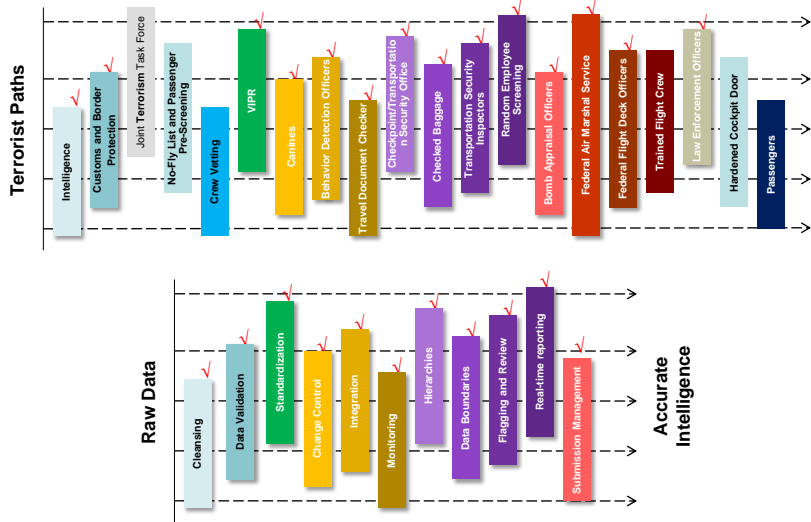 Terrorist Paths
Intelligence
Customs and Border
Protection
Joint Terrorism Task Force
No-Fly List and Passenger
Pre-Screening
Crew Vetting
VIPR
Canines
Behavior Detection Officers
Travel Document Checker
Checkpoint/Transportatio
n Security Office
Checked Baggage
Transportation Security
Inspectors
Random Employee
Screening
Bomb Appraisal Officers
Federal Air Marshal Service
Federal Flight Deck Officers
Trained Flight Crew
Law Enforcement Officers
Hardened Cockpit Door
Passengers
Raw Data
Cleansing
Data Validation
Standardization
Change Control
Integration
Monitoring
Hierarchies
Data Boundaries
Flagging and Review
Real-time reporting
Submission Management
Accurate
Intelligence